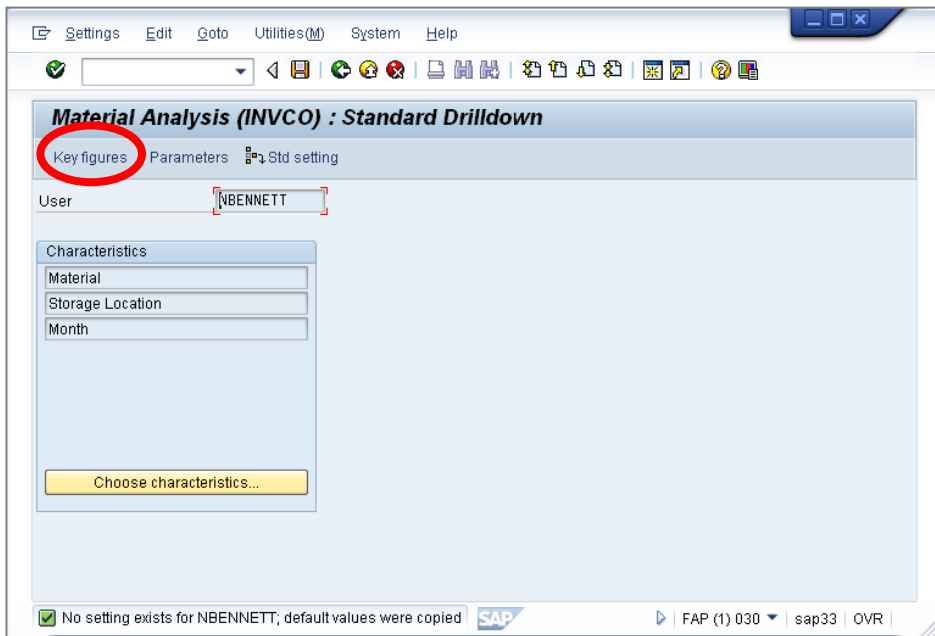 Settings Edit Goto Utilities(M) System Help
Material Analysis (INVCO) : Standard Drilldown
Key figures Parameters Std setting
User NBENNETT
Characteristics
Material
Storage Location
Month
Choose characteristics...
No setting exists for NBENNETT; default values were copied SAP FAP (1) 030 sap33 OVR